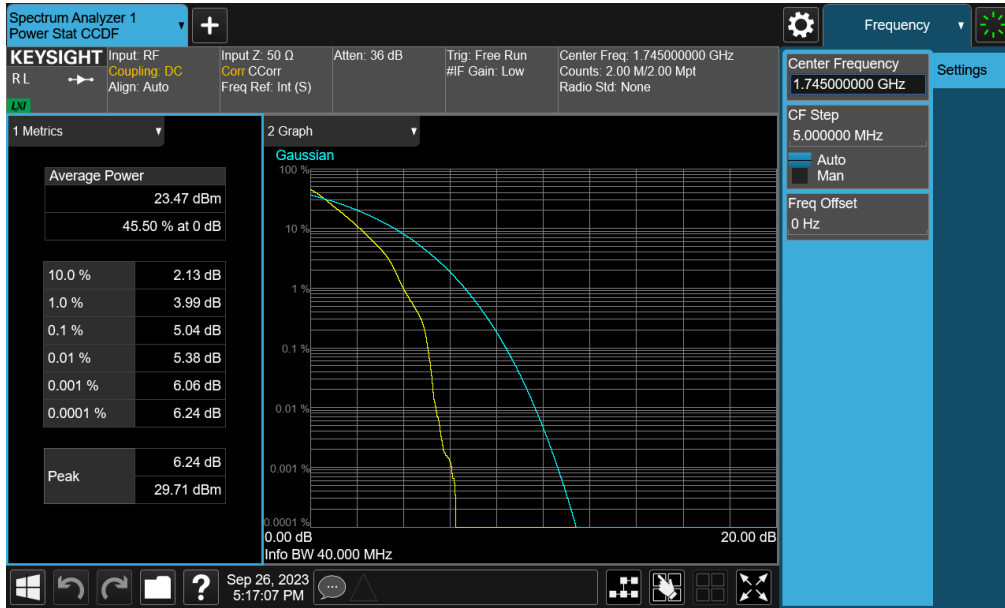 Spectrum Analyzer 1
Power Stat CCDF
Frequency
KEYSIGHT
R L
LXI
Input: RF
Coupling: DC
Align: Auto
Input Z: 50 Ω
Corr CCorr
Freq Ref: Int (S)
Atten: 36 dB
Trig: Free Run
#IF Gain: Low
Center Freq: 1.745000000 GHz
Counts: 2.00 M/2.00 Mpt
Radio Std: None
Center Frequency
1.745000000 GHz
Settings
CF Step
5.000000 MHz
Auto
Man
Freq Offset
0 Hz
1 Metrics
Average Power
23.47 dBm
45.50 % at 0 dB
10.0 % 2.13 dB
1.0 % 3.99 dB
0.1 % 5.04 dB
0.01 % 5.38 dB
0.001 % 6.06 dB
0.0001 % 6.24 dB
Peak
6.24 dB
29.71 dBm
2 Graph
Gaussian
100 %
10 %
1 %
0.1 %
0.01 %
0.001 %
0.0001 %
0.00 dB 20.00 dB
Info BW 40.000 MHz
?
Sep 26, 2023
5:17:07 PM